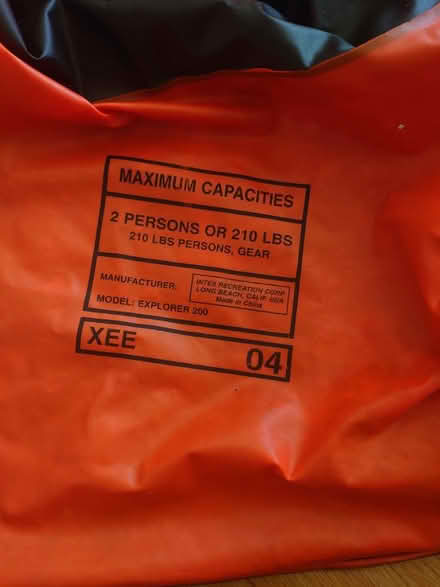 MAXIMUM CAPACITIES
2 PERSONS OR 210 LBS
210 LBS PERSONS, GEAR
MANUFACTURER:
INTEX RECREATION CORP.
LONG BEACH, CALIF. USA
Made in China
MODEL: EXPLORER 200
XEE 04